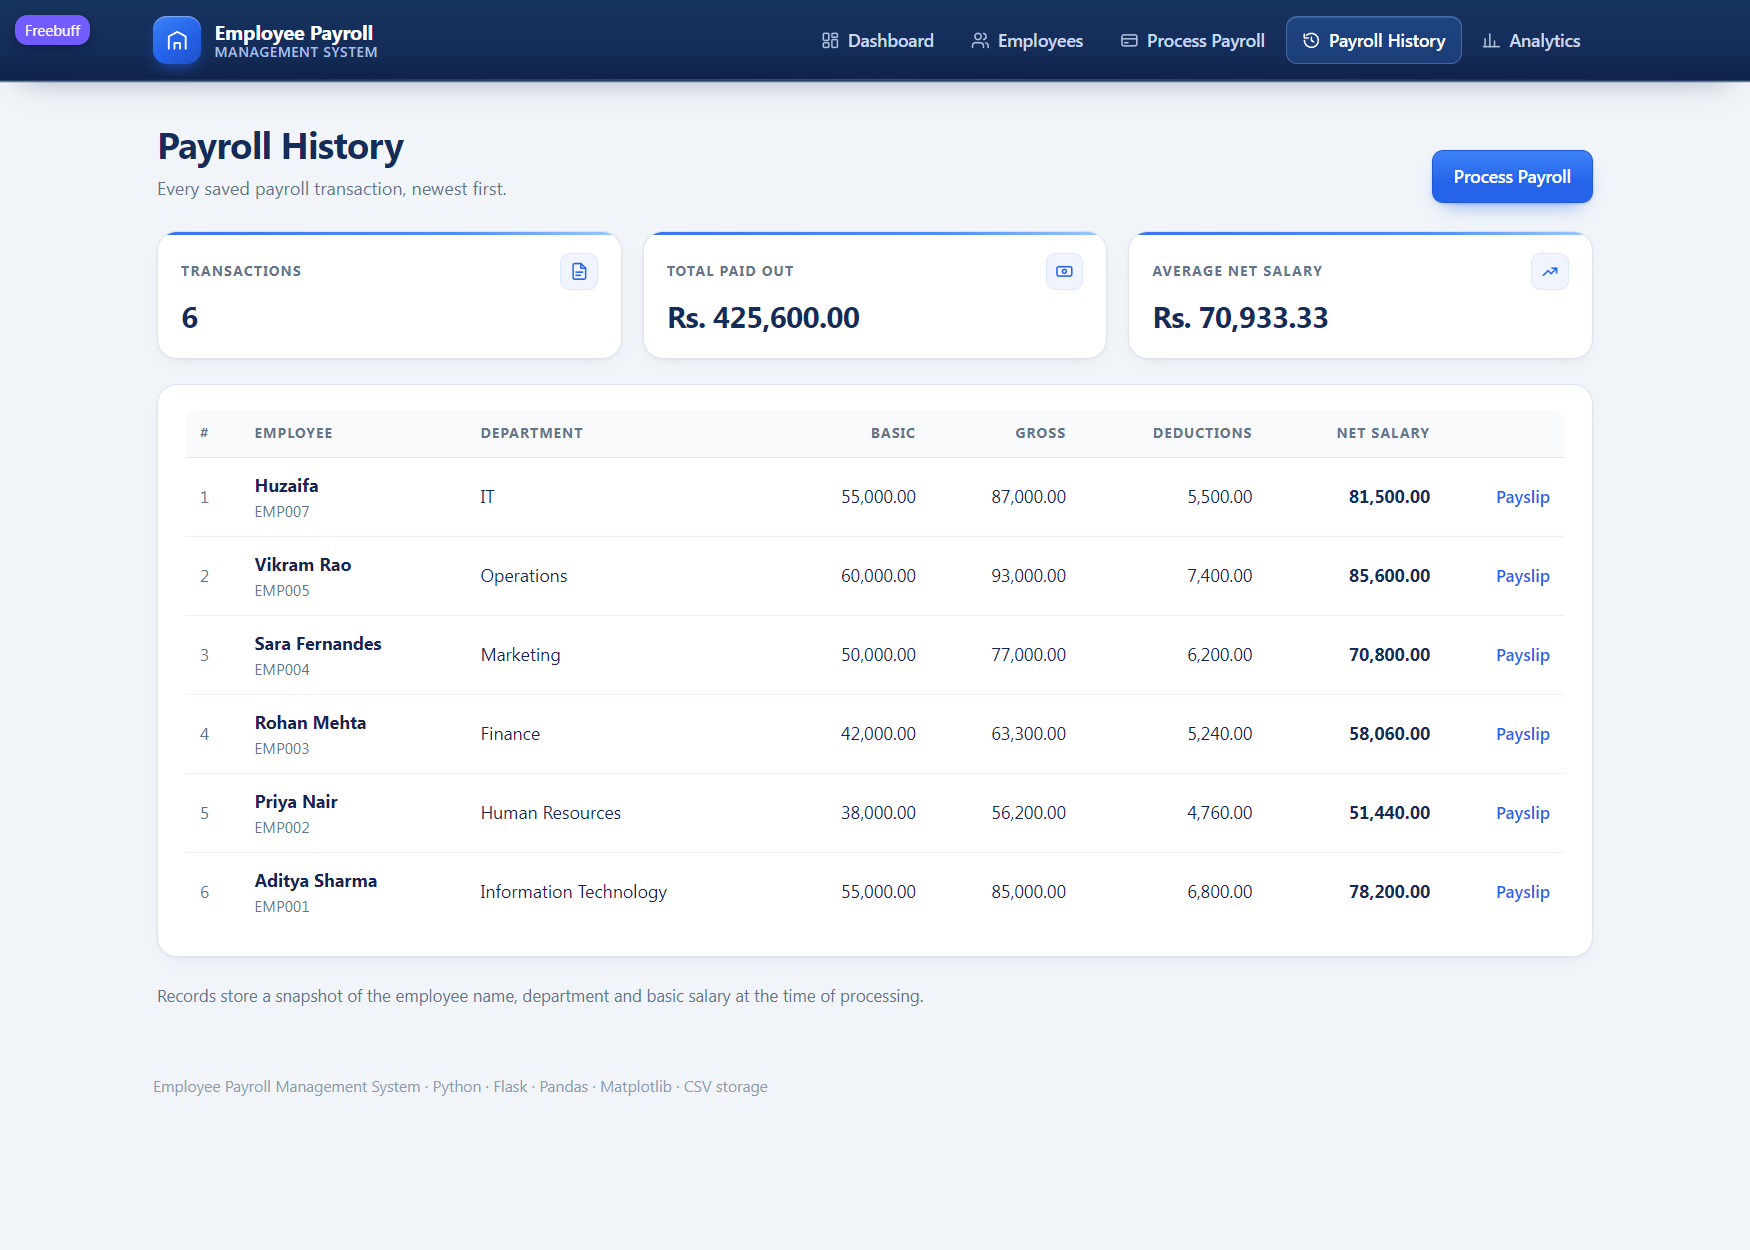 Freebuff
Employee Payroll
MANAGEMENT SYSTEM
Dashboard
Employees
Process Payroll
Payroll History
Analytics
Payroll History
Every saved payroll transaction, newest first.
Process Payroll
TRANSACTIONS
6
TOTAL PAID OUT
Rs. 425,600.00
AVERAGE NET SALARY
Rs. 70,933.33
# EMPLOYEE DEPARTMENT BASIC GROSS DEDUCTIONS NET SALARY
1 Huzaifa EMP007 IT 55,000.00 87,000.00 5,500.00 81,500.00 Payslip
2 Vikram Rao EMP005 Operations 60,000.00 93,000.00 7,400.00 85,600.00 Payslip
3 Sara Fernandes EMP004 Marketing 50,000.00 77,000.00 6,200.00 70,800.00 Payslip
4 Rohan Mehta EMP003 Finance 42,000.00 63,300.00 5,240.00 58,060.00 Payslip
5 Priya Nair EMP002 Human Resources 38,000.00 56,200.00 4,760.00 51,440.00 Payslip
6 Aditya Sharma EMP001 Information Technology 55,000.00 85,000.00 6,800.00 78,200.00 Payslip
Records store a snapshot of the employee name, department and basic salary at the time of processing.
Employee Payroll Management System · Python · Flask · Pandas · Matplotlib · CSV storage